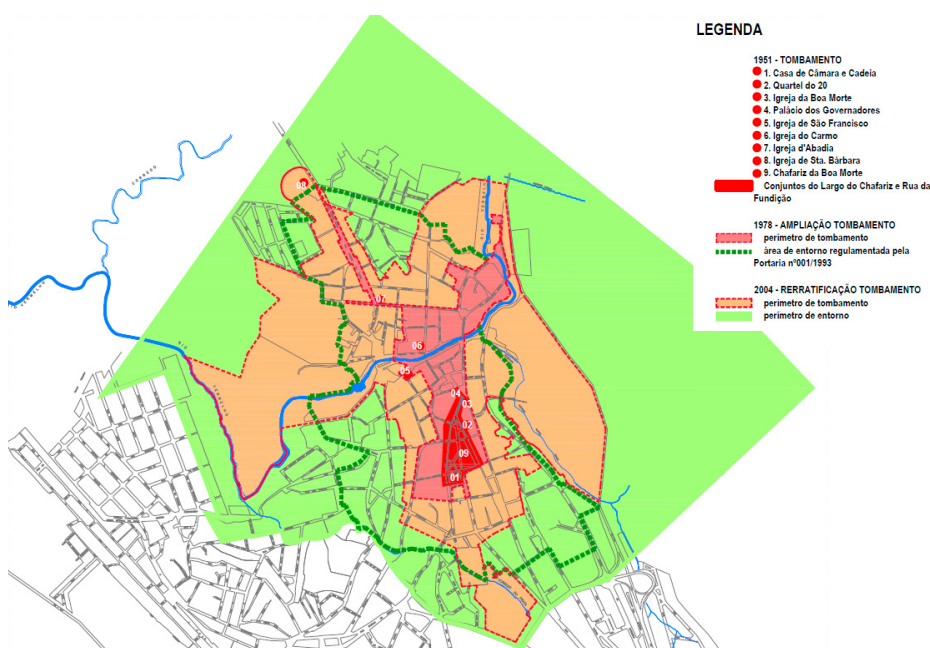 LEGENDA
1951 - TOMBAMENTO
1. Casa de Câmara e Cadeia
2. Quartel do 20
3. Igreja da Boa Morte
4. Palácio dos Governadores
5. Igreja de São Francisco
6. Igreja do Carmo
7. Igreja d'Abadia
8. Igreja de Sta. Bárbara
9. Chafariz da Boa Morte
Conjuntos do Largo do Chafariz e Rua da
Fundição
1978 - AMPLIAÇÃO TOMBAMENTO
perimetro de tombamento
área de entorno regulamentada pela
Portaria nº001/1993
2004 - RERRATIFICAÇÃO TOMBAMENTO
perimetro de tombamento
perimetro de entorno
08
07
06
05
04
03
02
09
01